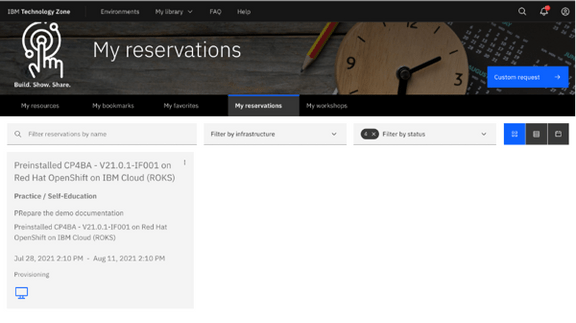 IBM Technology Zone
Environments
My library
FAQ
Help
My reservations
Build. Show. Share.
Custom request
My resources
My bookmarks
My favorites
My reservations
My workshops
Filter reservations by name
Filter by infrastructure
4 ×
Filter by status
Preinstalled CP4BA - V21.0.1-IF001 on
Red Hat OpenShift on IBM Cloud (ROKS)
Practice / Self-Education
PRepare the demo documentation
Preinstalled CP4BA - V21.0.1-IF001 on Red Hat
OpenShift on IBM Cloud (ROKS)
Jul 28, 2021 2:10 PM - Aug 11, 2021 2:10 PM
Provisioning